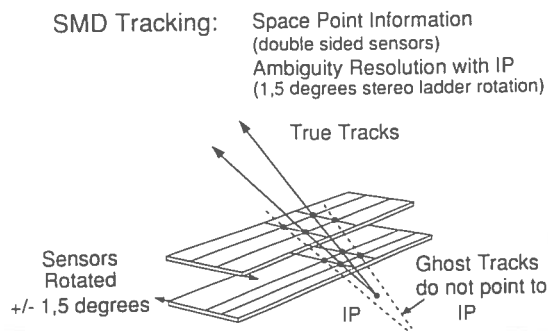 SMD Tracking:
Space Point Information
(double sided sensors)
Ambiguity Resolution with IP
(1,5 degrees stereo ladder rotation)
True Tracks
Sensors
Rotated
+/- 1,5 degrees
Ghost Tracks
do not point to
IP
IP